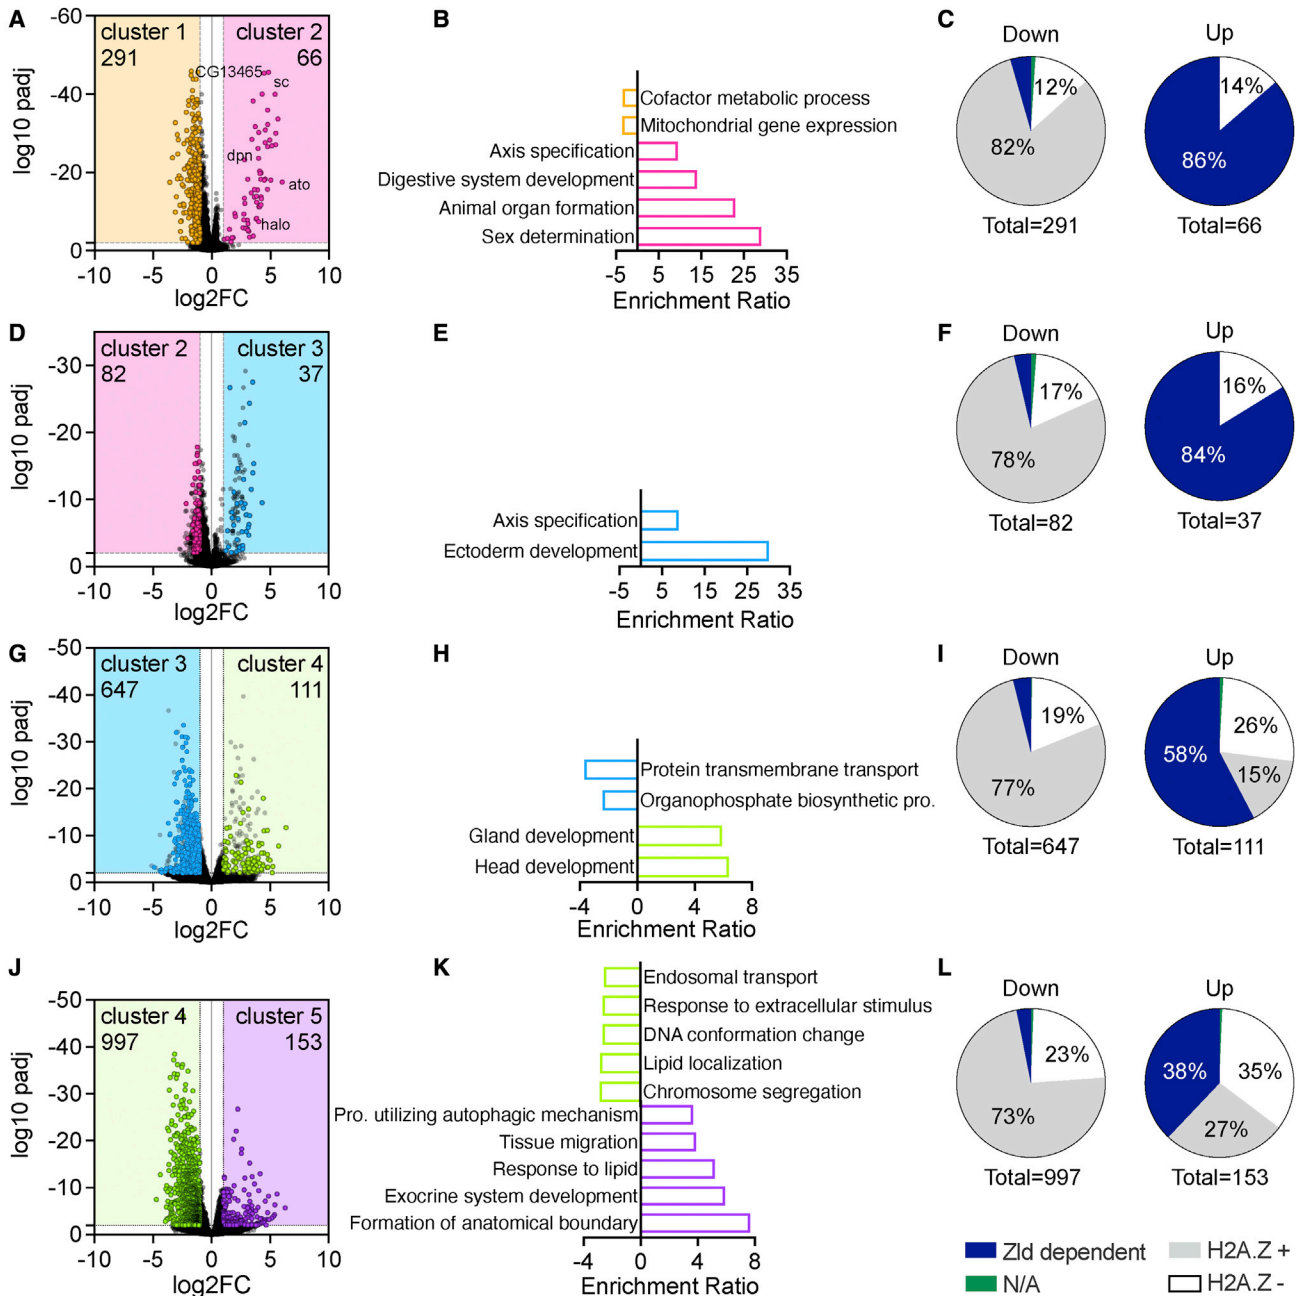 A
-60
-40
-20
0
log10 padj
cluster 1
291
cluster 2
66
CG13465
sc
dpn
ato
halo
-10 -5 0 5 10
log2FC
B
Cofactor metabolic process
Mitochondrial gene expression
Axis specification
Digestive system development
Animal organ formation
Sex determination
-5 5 15 25 35
Enrichment Ratio
C
Down
12%
82%
Total=291
Up
14%
86%
Total=66
D
-30
-20
-10
0
log10 padj
cluster 2
82
cluster 3
37
-10 -5 0 5 10
log2FC
E
Axis specification
Ectoderm development
-5 5 15 25 35
Enrichment Ratio
F
Down
17%
78%
Total=82
Up
16%
84%
Total=37
G
-50
-40
-30
-20
-10
0
log10 padj
cluster 3
647
cluster 4
111
-10 -5 0 5 10
log2FC
H
Protein transmembrane transport
Organophosphate biosynthetic pro.
Gland development
Head development
-4 0 4 8
Enrichment Ratio
I
Down
19%
77%
Total=647
Up
26%
58%
15%
Total=111
J
-50
-40
-30
-20
-10
0
log10 padj
cluster 4
997
cluster 5
153
-10 -5 0 5 10
log2FC
K
Endosomal transport
Response to extracellular stimulus
DNA conformation change
Lipid localization
Chromosome segregation
Pro. utilizing autophagic mechanism
Tissue migration
Response to lipid
Exocrine system development
Formation of anatomical boundary
-4 0 4 8
Enrichment Ratio
L
Down
23%
73%
Total=997
Up
38%
35%
27%
Total=153
Zld dependent
H2A.Z +
N/A
H2A.Z -